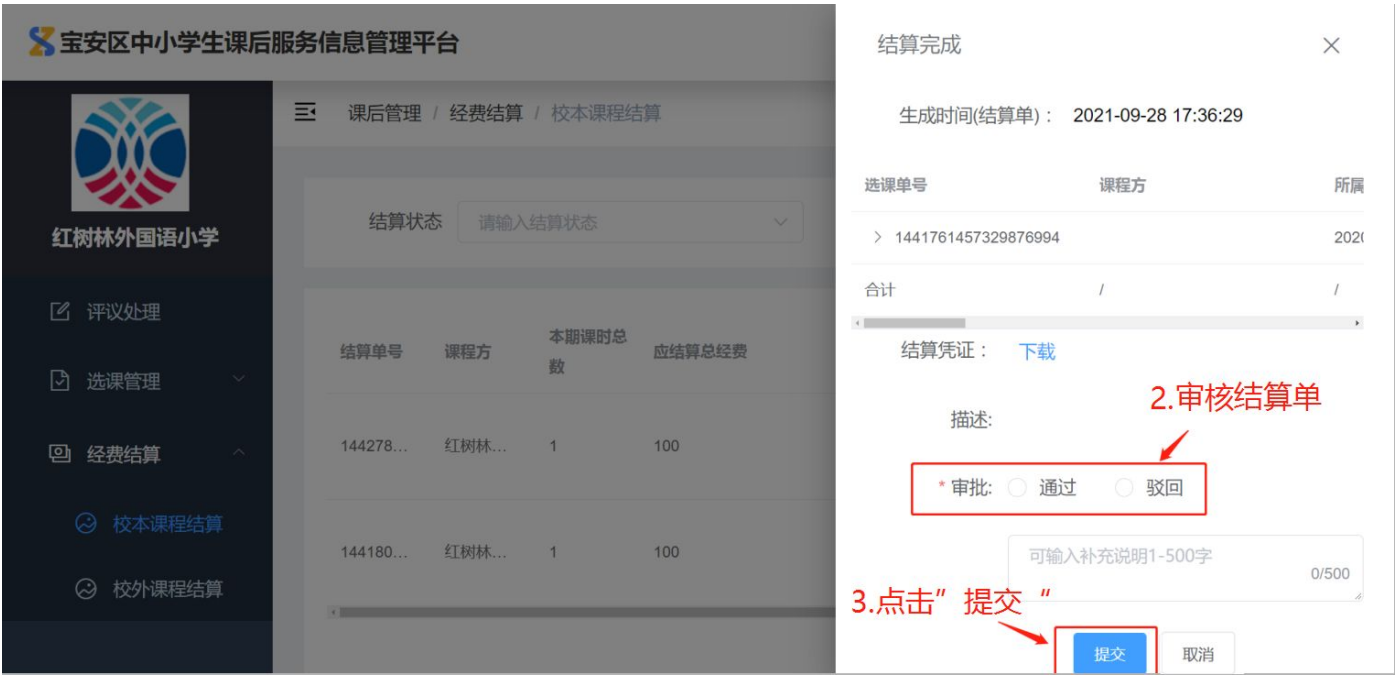 宝安区中小学生课后服务信息管理平台
红树林外国语小学
评议处理
选课管理
经费结算
校本课程结算
校外课程结算
课后管理 / 经费结算 / 校本课程结算
结算状态 请输入结算状态
结算单号 课程方 本期课时总数 应结算总经费
144278... 红树林... 1 100
144180... 红树林... 1 100
结算完成
生成时间(结算单)： 2021-09-28 17:36:29
选课单号 课程方 所属
1441761457329876994 202
合计 / /
结算凭证： 下载
2.审核结算单
描述:
* 审批: 通过 驳回
可输入补充说明1-500字
0/500
3.点击”提交“
提交 取消